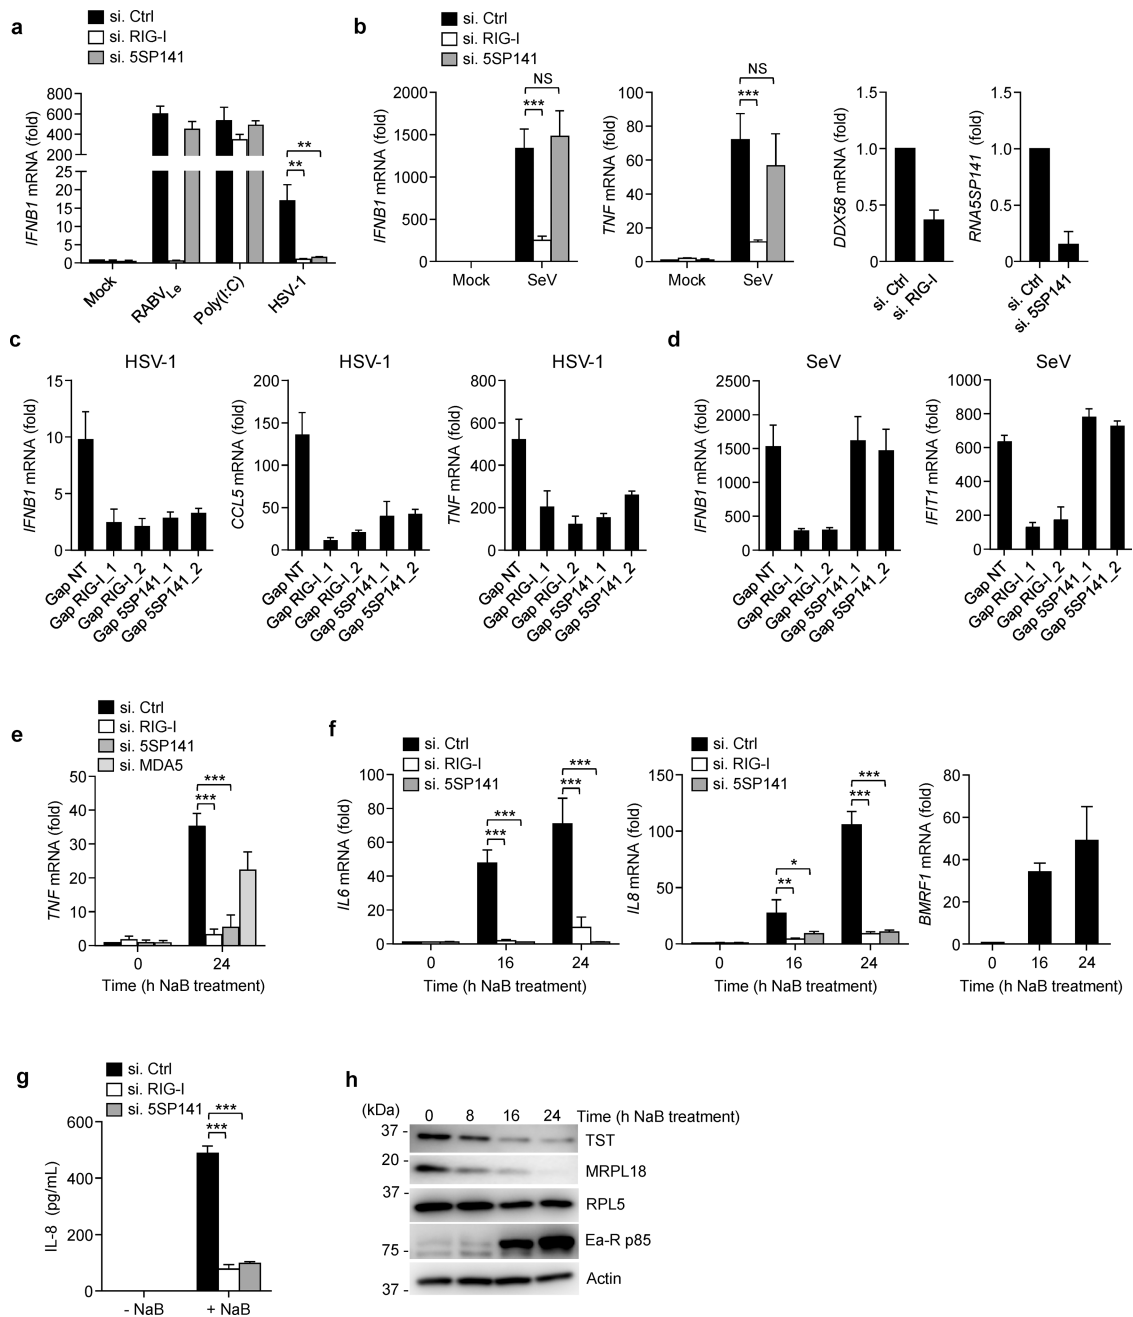 a
si. Ctrl
si. RIG-I
si. 5SP141
IFNB1 mRNA (fold)
800
600
400
200
25
20
15
10
5
0
**
**
Mock
RABVLe
Poly(I:C)
HSV-1
b
si. Ctrl
si. RIG-I
si. 5SP141
IFNB1 mRNA (fold)
2000
1500
1000
500
0
NS
***
Mock
SeV
TNF mRNA (fold)
100
80
60
40
20
0
NS
***
Mock
SeV
DDX58 mRNA (fold)
1.5
1.0
0.5
0
si. Ctrl
si. RIG-I
RNA5SP141 (fold)
1.5
1.0
0.5
0
si. Ctrl
si. 5SP141
c
HSV-1
IFNB1 mRNA (fold)
15
10
5
0
Gap NT
Gap RIG-I_1
Gap RIG-I_2
Gap 5SP141_1
Gap 5SP141_2
HSV-1
CCL5 mRNA (fold)
200
150
100
50
0
Gap NT
Gap RIG-I_1
Gap RIG-I_2
Gap 5SP141_1
Gap 5SP141_2
HSV-1
TNF mRNA (fold)
800
600
400
200
0
Gap NT
Gap RIG-I_1
Gap RIG-I_2
Gap 5SP141_1
Gap 5SP141_2
d
SeV
IFNB1 mRNA (fold)
2500
2000
1500
1000
500
0
Gap NT
Gap RIG-I_1
Gap RIG-I_2
Gap 5SP141_1
Gap 5SP141_2
SeV
IFIT1 mRNA (fold)
1000
800
600
400
200
0
Gap NT
Gap RIG-I_1
Gap RIG-I_2
Gap 5SP141_1
Gap 5SP141_2
e
si. Ctrl
si. RIG-I
si. 5SP141
si. MDA5
TNF mRNA (fold)
50
40
30
20
10
0
***
***
0 24
Time (h NaB treatment)
f
si. Ctrl
si. RIG-I
si. 5SP141
IL6 mRNA (fold)
100
80
60
40
20
0
***
***
***
***
0 16 24
Time (h NaB treatment)
si. Ctrl
si. RIG-I
si. 5SP141
IL8 mRNA (fold)
150
100
50
0
*
**
***
***
0 16 24
Time (h NaB treatment)
BMRF1 mRNA (fold)
80
60
40
20
0
0 16 24
Time (h NaB treatment)
g
si. Ctrl
si. RIG-I
si. 5SP141
IL-8 (pg/mL)
600
400
200
0
***
***
- NaB + NaB
h
(kDa) 0 8 16 24 Time (h NaB treatment)
37 - TST
20 - MRPL18
37 - RPL5
75 - Ea-R p85
37 - Actin